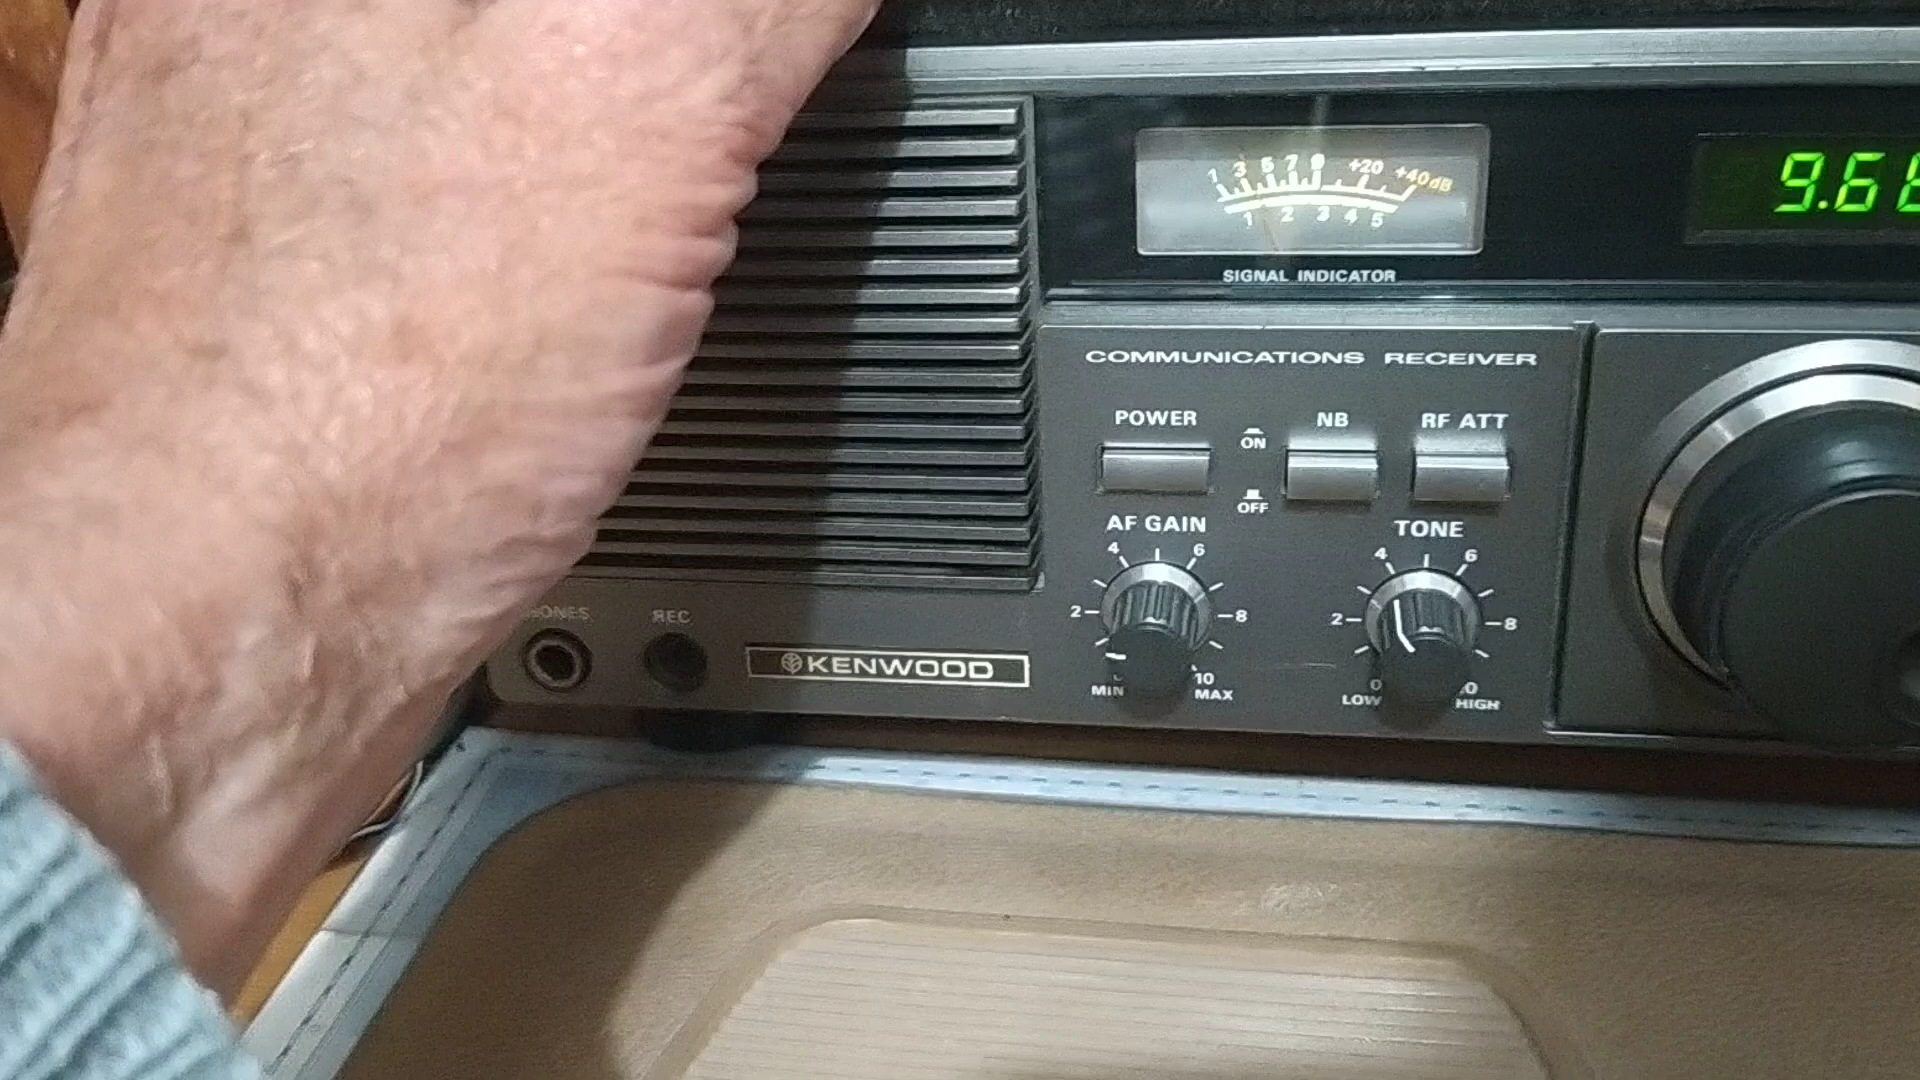 1 3 5 7 9 +20 +40dB
1 2 3 4 5
SIGNAL INDICATOR
9.6
COMMUNICATIONS RECEIVER
POWER
ON
OFF
NB
RF ATT
AF GAIN
4 6
2 8
10
MIN MAX
TONE
4 6
2 8
0
LOW HIGH
REC
KENWOOD